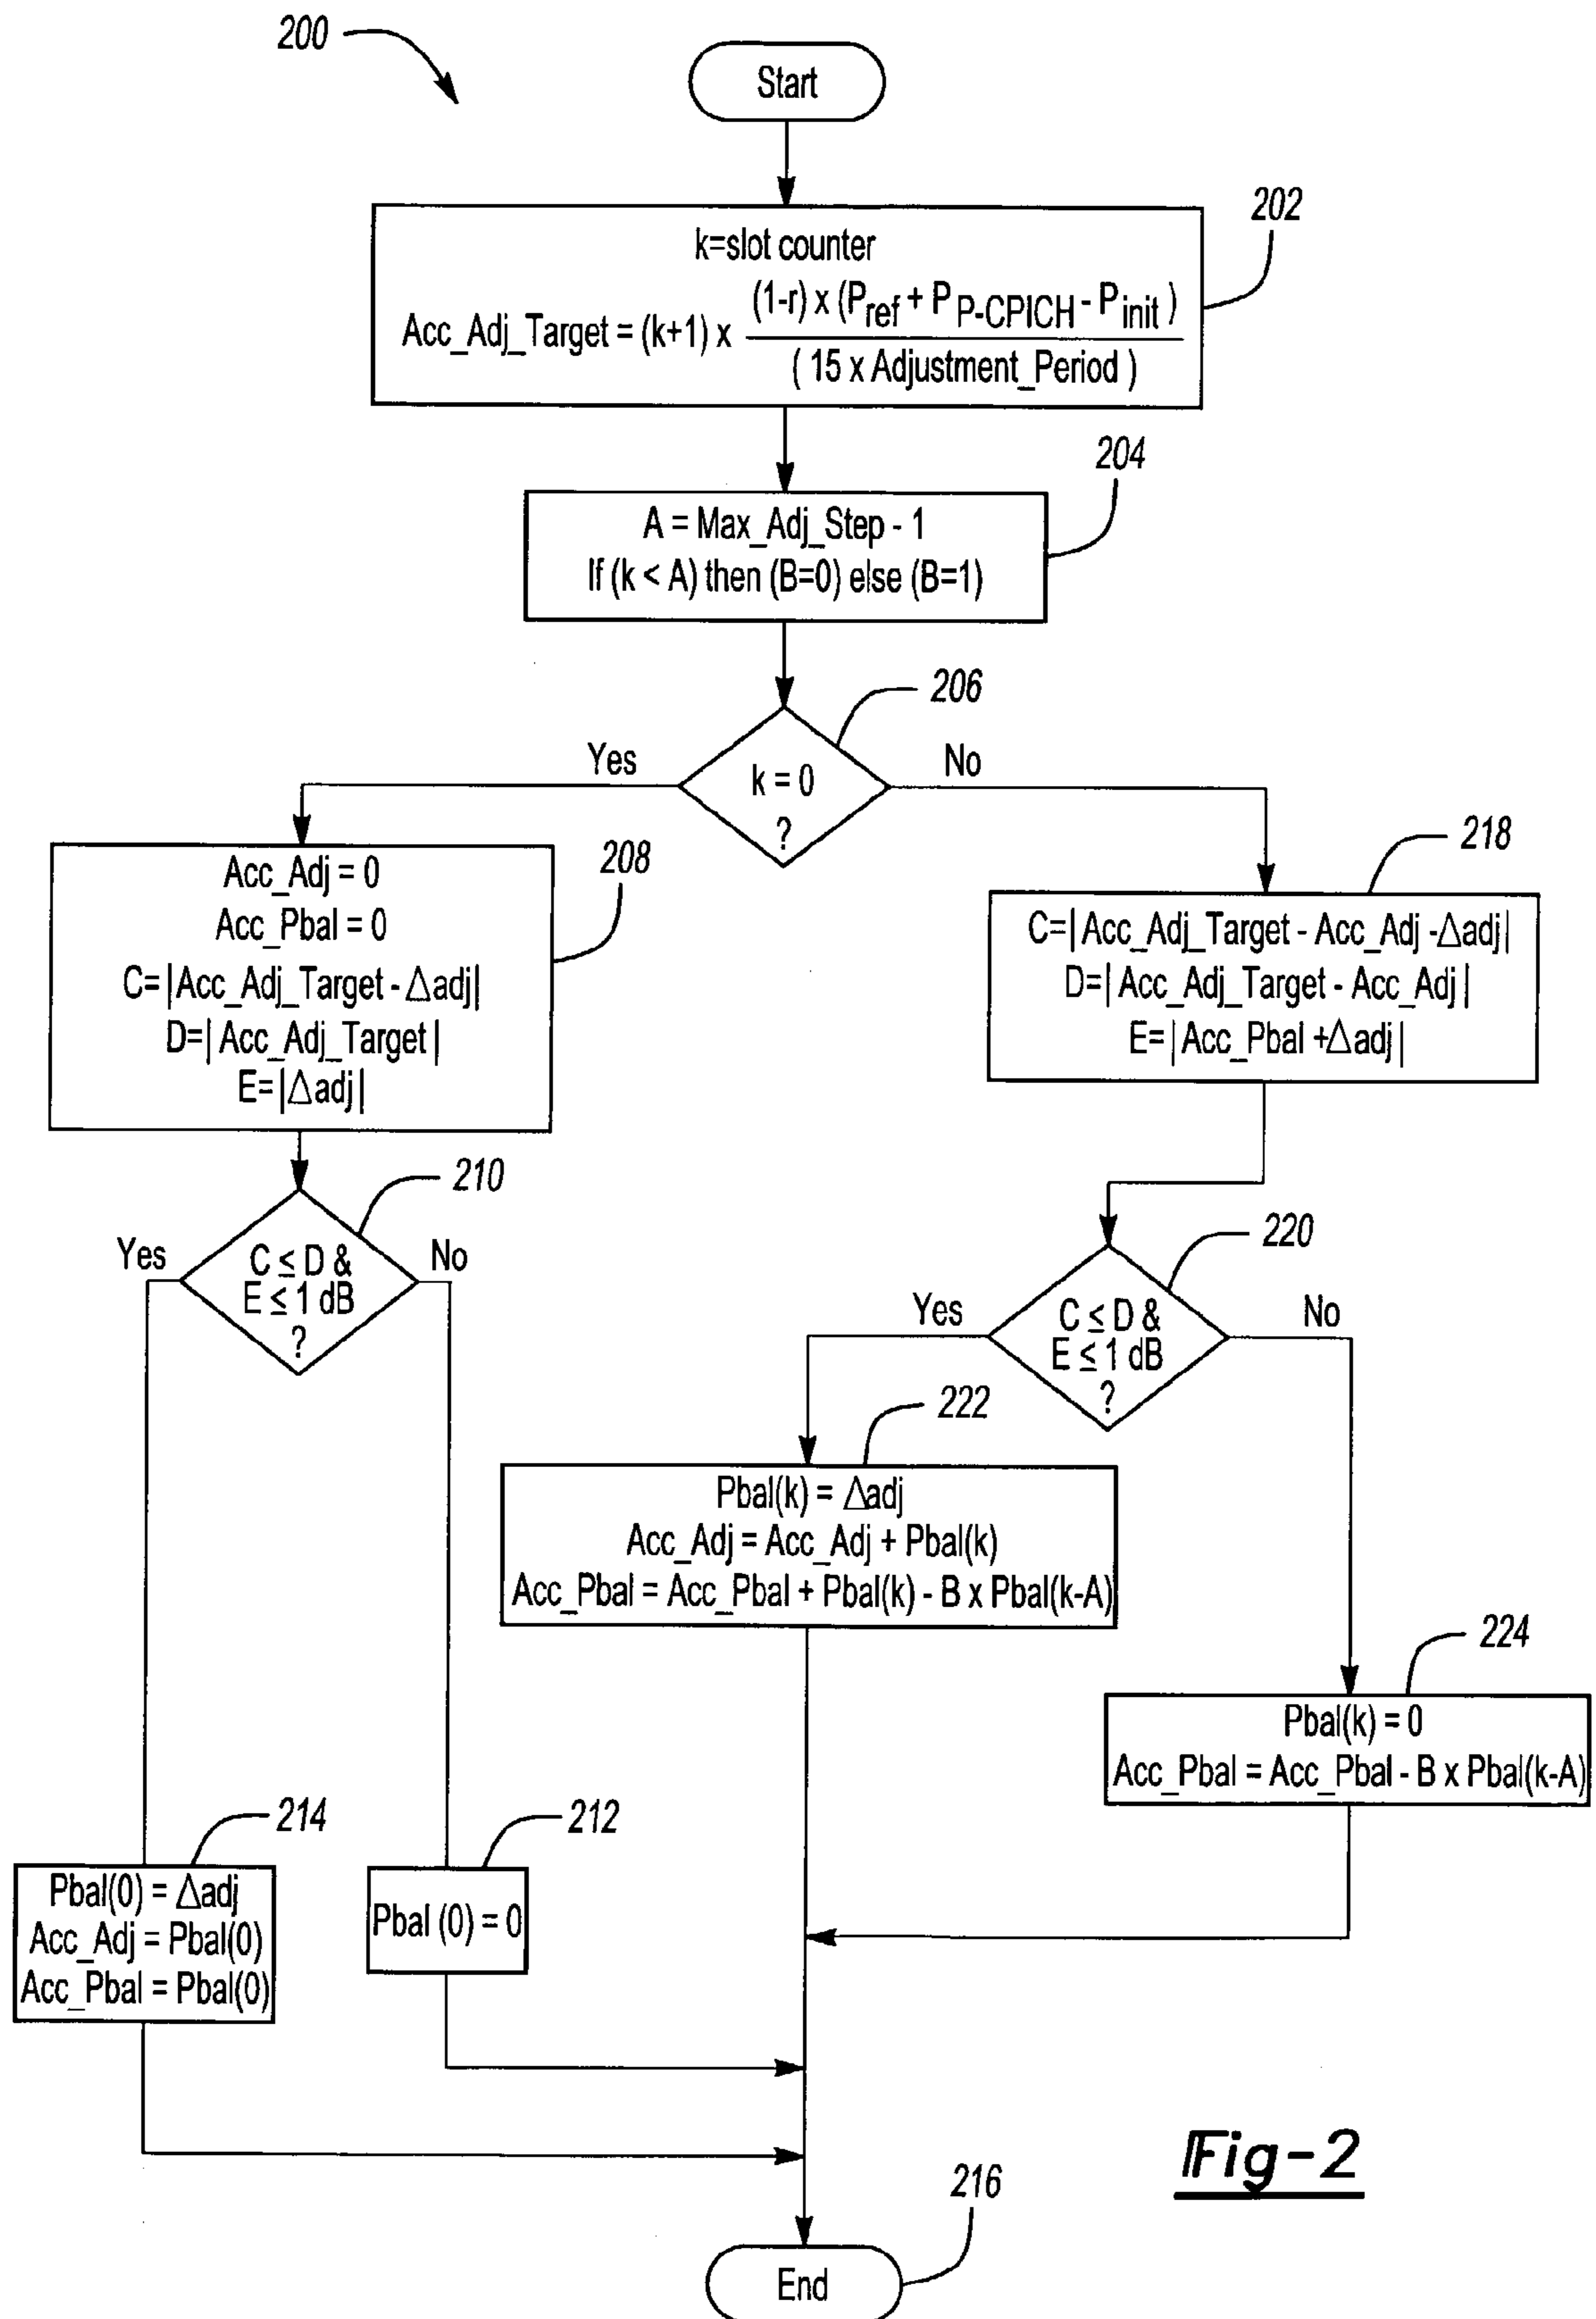 200
Start
202
k=slot counter
Acc_Adj_Target = (k+1) x (1-r) x (Pref + P P-CPICH - Pinit ) / ( 15 x Adjustment_Period )
204
A = Max_Adj_Step - 1
If (k < A) then (B=0) else (B=1)
206
Yes
k = 0
?
No
208
Acc_Adj = 0
Acc_Pbal = 0
C=|Acc_Adj_Target - Δadj|
D=|Acc_Adj_Target|
E=|Δadj|
218
C=|Acc_Adj_Target - Acc_Adj -Δadj|
D=|Acc_Adj_Target - Acc_Adj|
E=|Acc_Pbal +Δadj|
210
Yes
C ≤ D &
E ≤ 1 dB
?
No
220
Yes
C ≤ D &
E ≤ 1 dB
?
No
222
Pbal(k) = Δadj
Acc_Adj = Acc_Adj + Pbal(k)
Acc_Pbal = Acc_Pbal + Pbal(k) - B x Pbal(k-A)
224
Pbal(k) = 0
Acc_Pbal = Acc_Pbal - B x Pbal(k-A)
214
Pbal(0) = Δadj
Acc_Adj = Pbal(0)
Acc_Pbal = Pbal(0)
212
Pbal (0) = 0
Fig-2
216
End